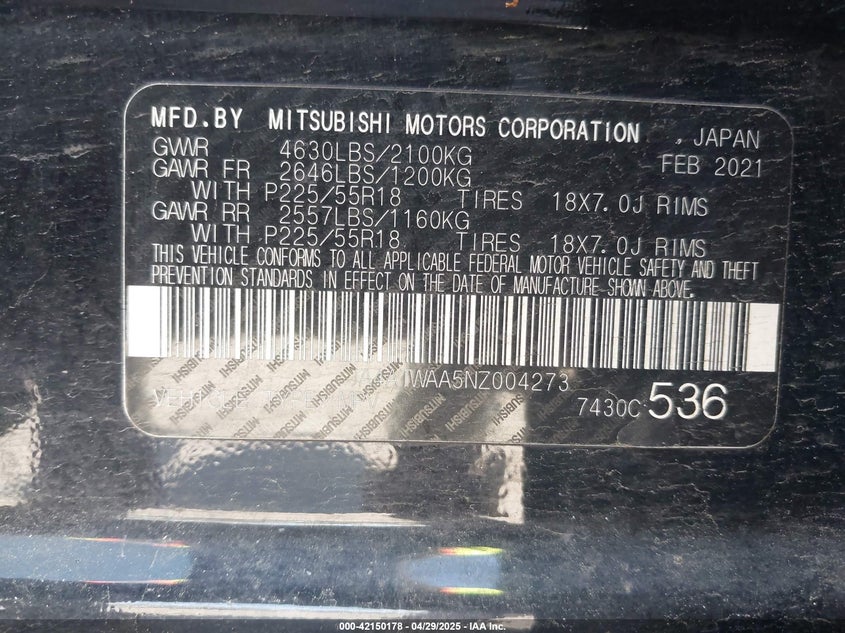 MFD.BY MITSUBISHI MOTORS CORPORATION , JAPAN
GVWR 4630LBS/2100KG FEB 2021
GAWR FR 2646LBS/1200KG
WITH P225/55R18 TIRES 18X7.0J RIMS
GAWR RR 2557LBS/1160KG
WITH P225/55R18 TIRES 18X7.0J RIMS
THIS VEHICLE CONFORMS TO ALL APPLICABLE FEDERAL MOTOR VEHICLE SAFETY AND THEFT
PREVENTION STANDARDS IN EFFECT ON THE DATE OF MANUFACTURE SHOWN ABOVE.
WAA5NZ004273
7430C 536
MITSUBISHI
000-42150178 - 04/29/2025 - IAA Inc.